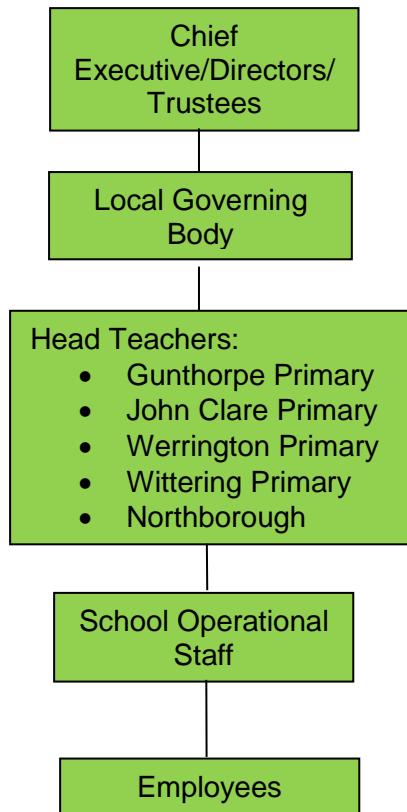 Chief
Executive/Directors/
Trustees
Local Governing
Body
Head Teachers:
• Gunthorpe Primary
• John Clare Primary
• Werrington Primary
• Wittering Primary
• Northborough
School Operational
Staff
Employees